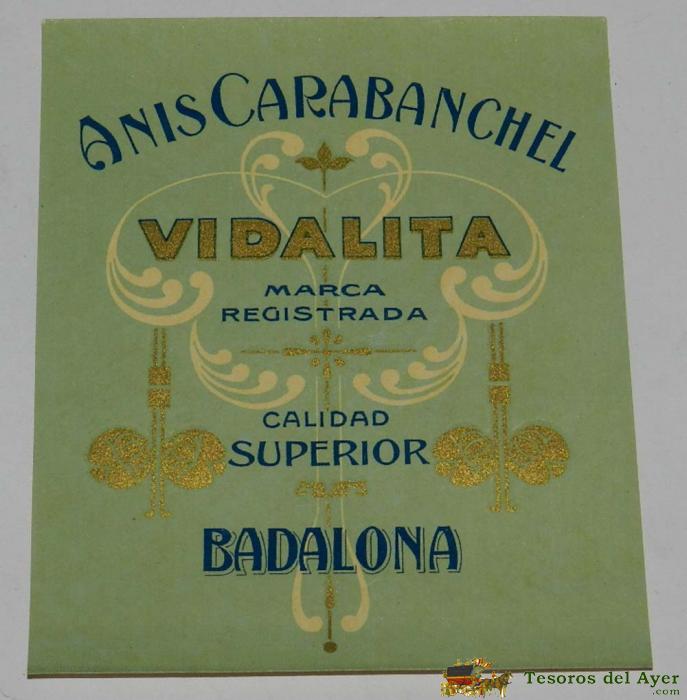 ANIS CARABANCHEL
VIDALITA
MARCA
REGISTRADA
CALIDAD
SUPERIOR
BADALONA
Tesoros del Ayer
.com